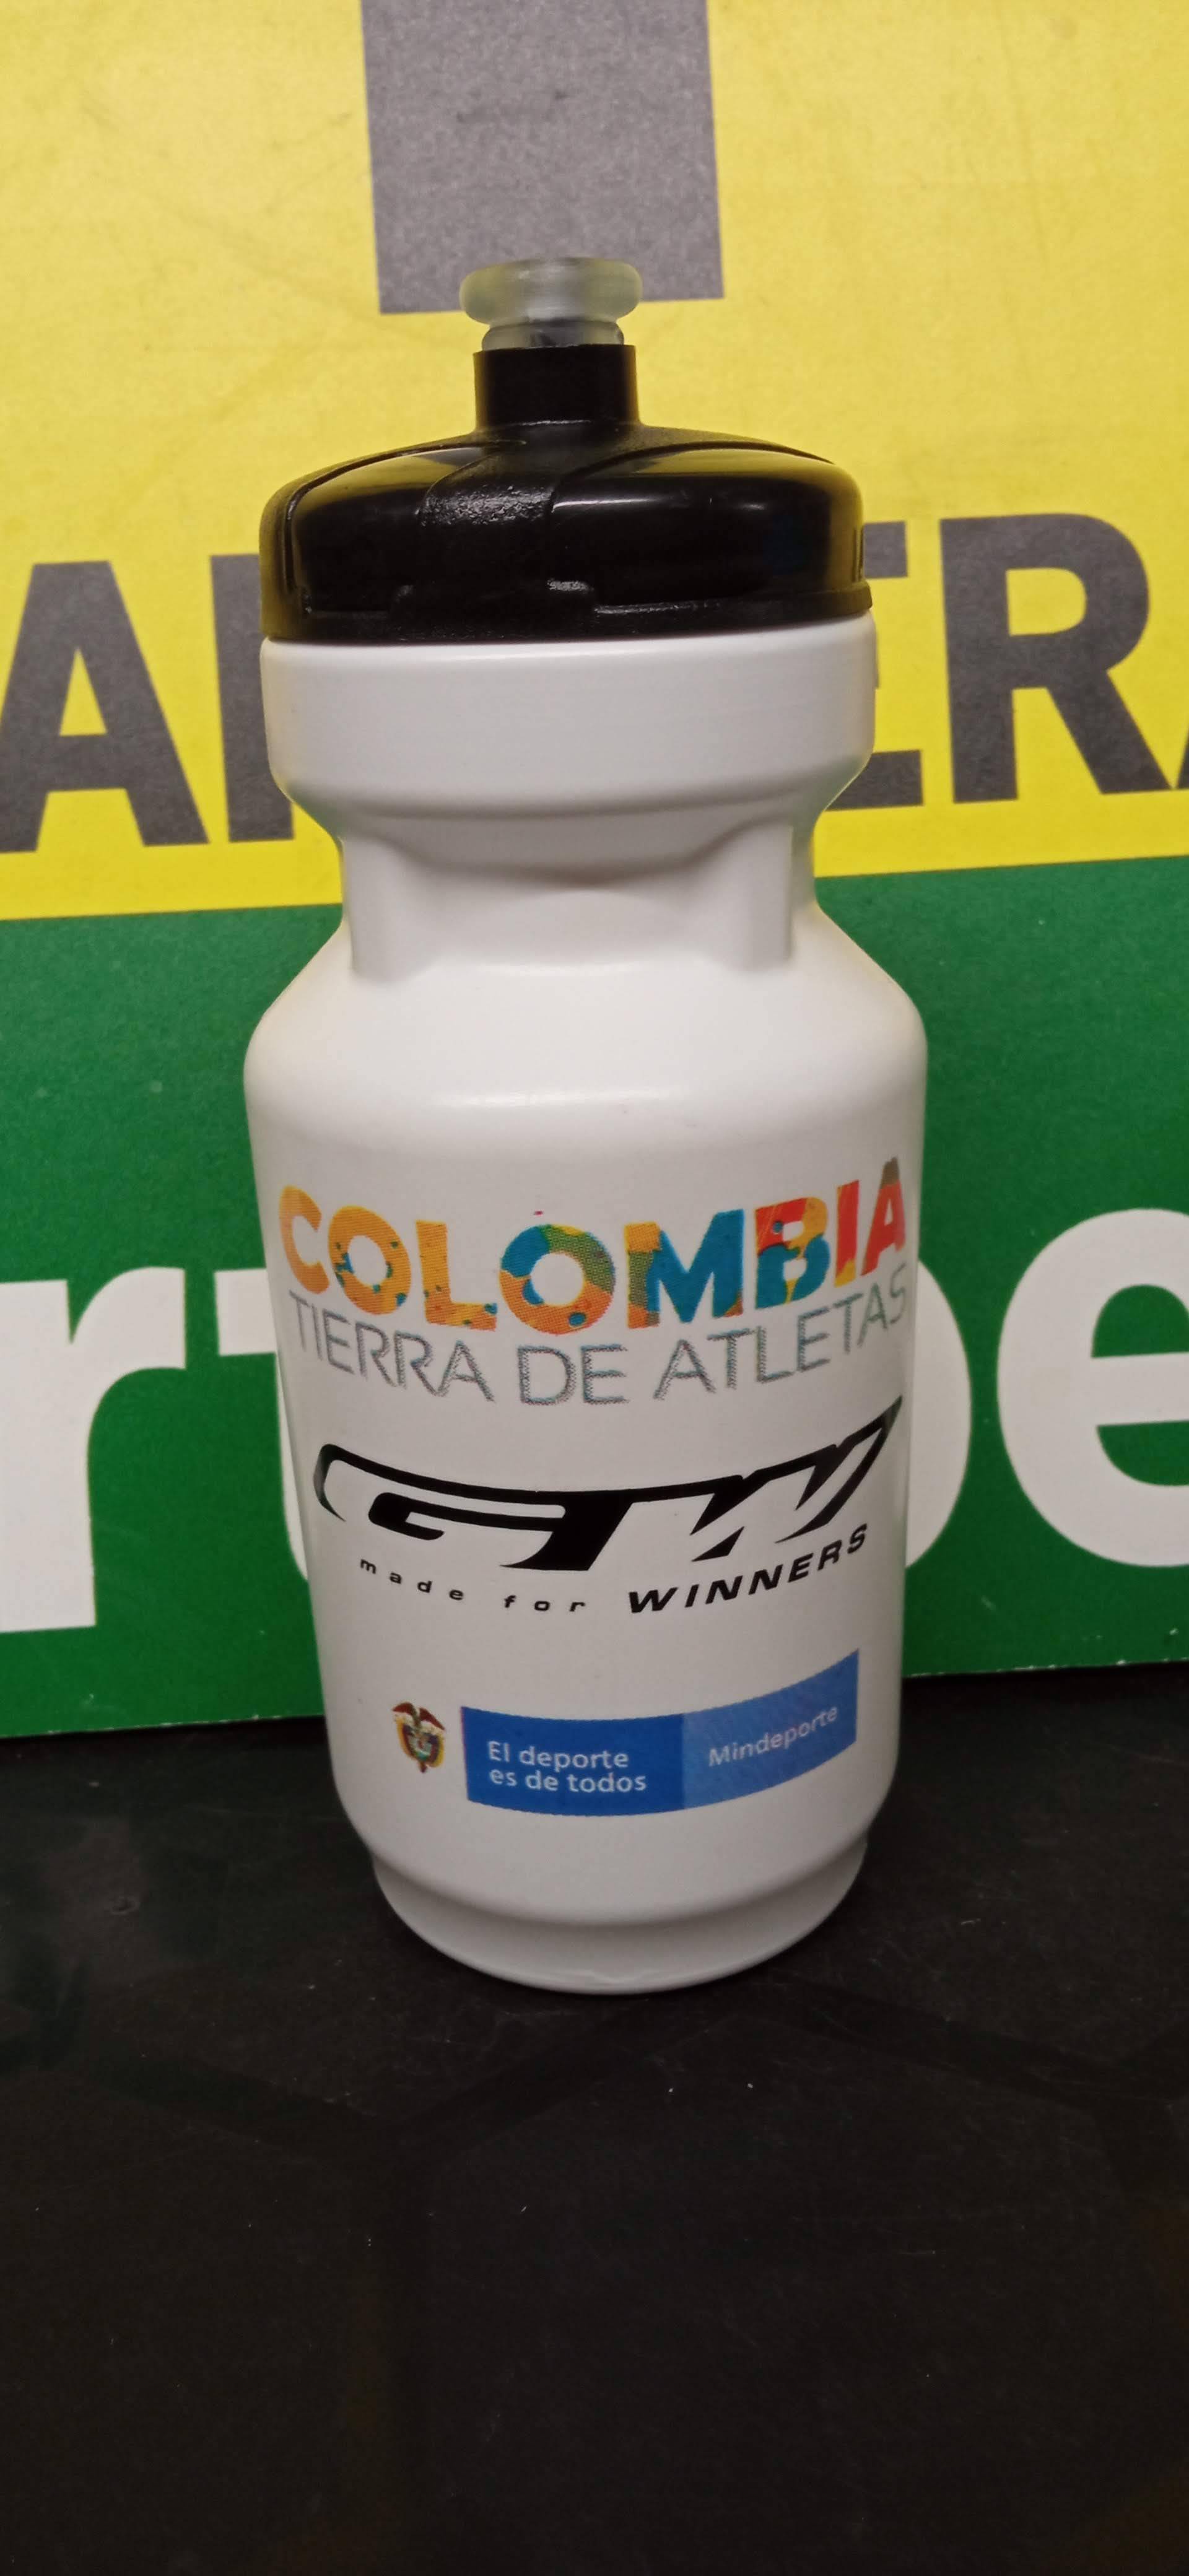 COLOMBIA
TIERRA DE ATLETAS
GW
made for WINNERS
El deporte
es de todos
Mindeporte